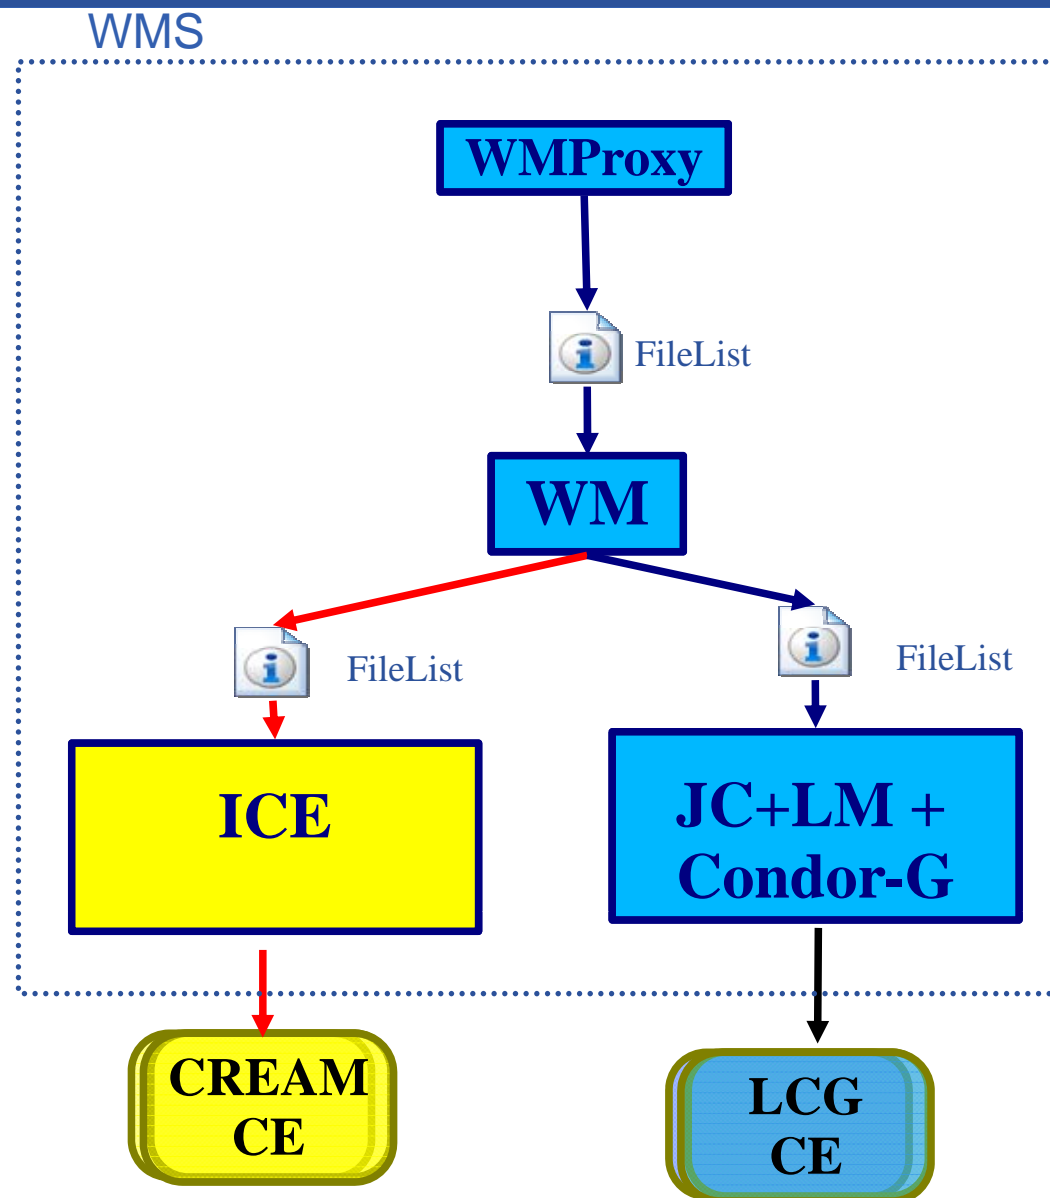 WMS
WMProxy
FileList
WM
FileList
FileList
ICE
JC+LM +
Condor-G
CREAM
CE
LCG
CE